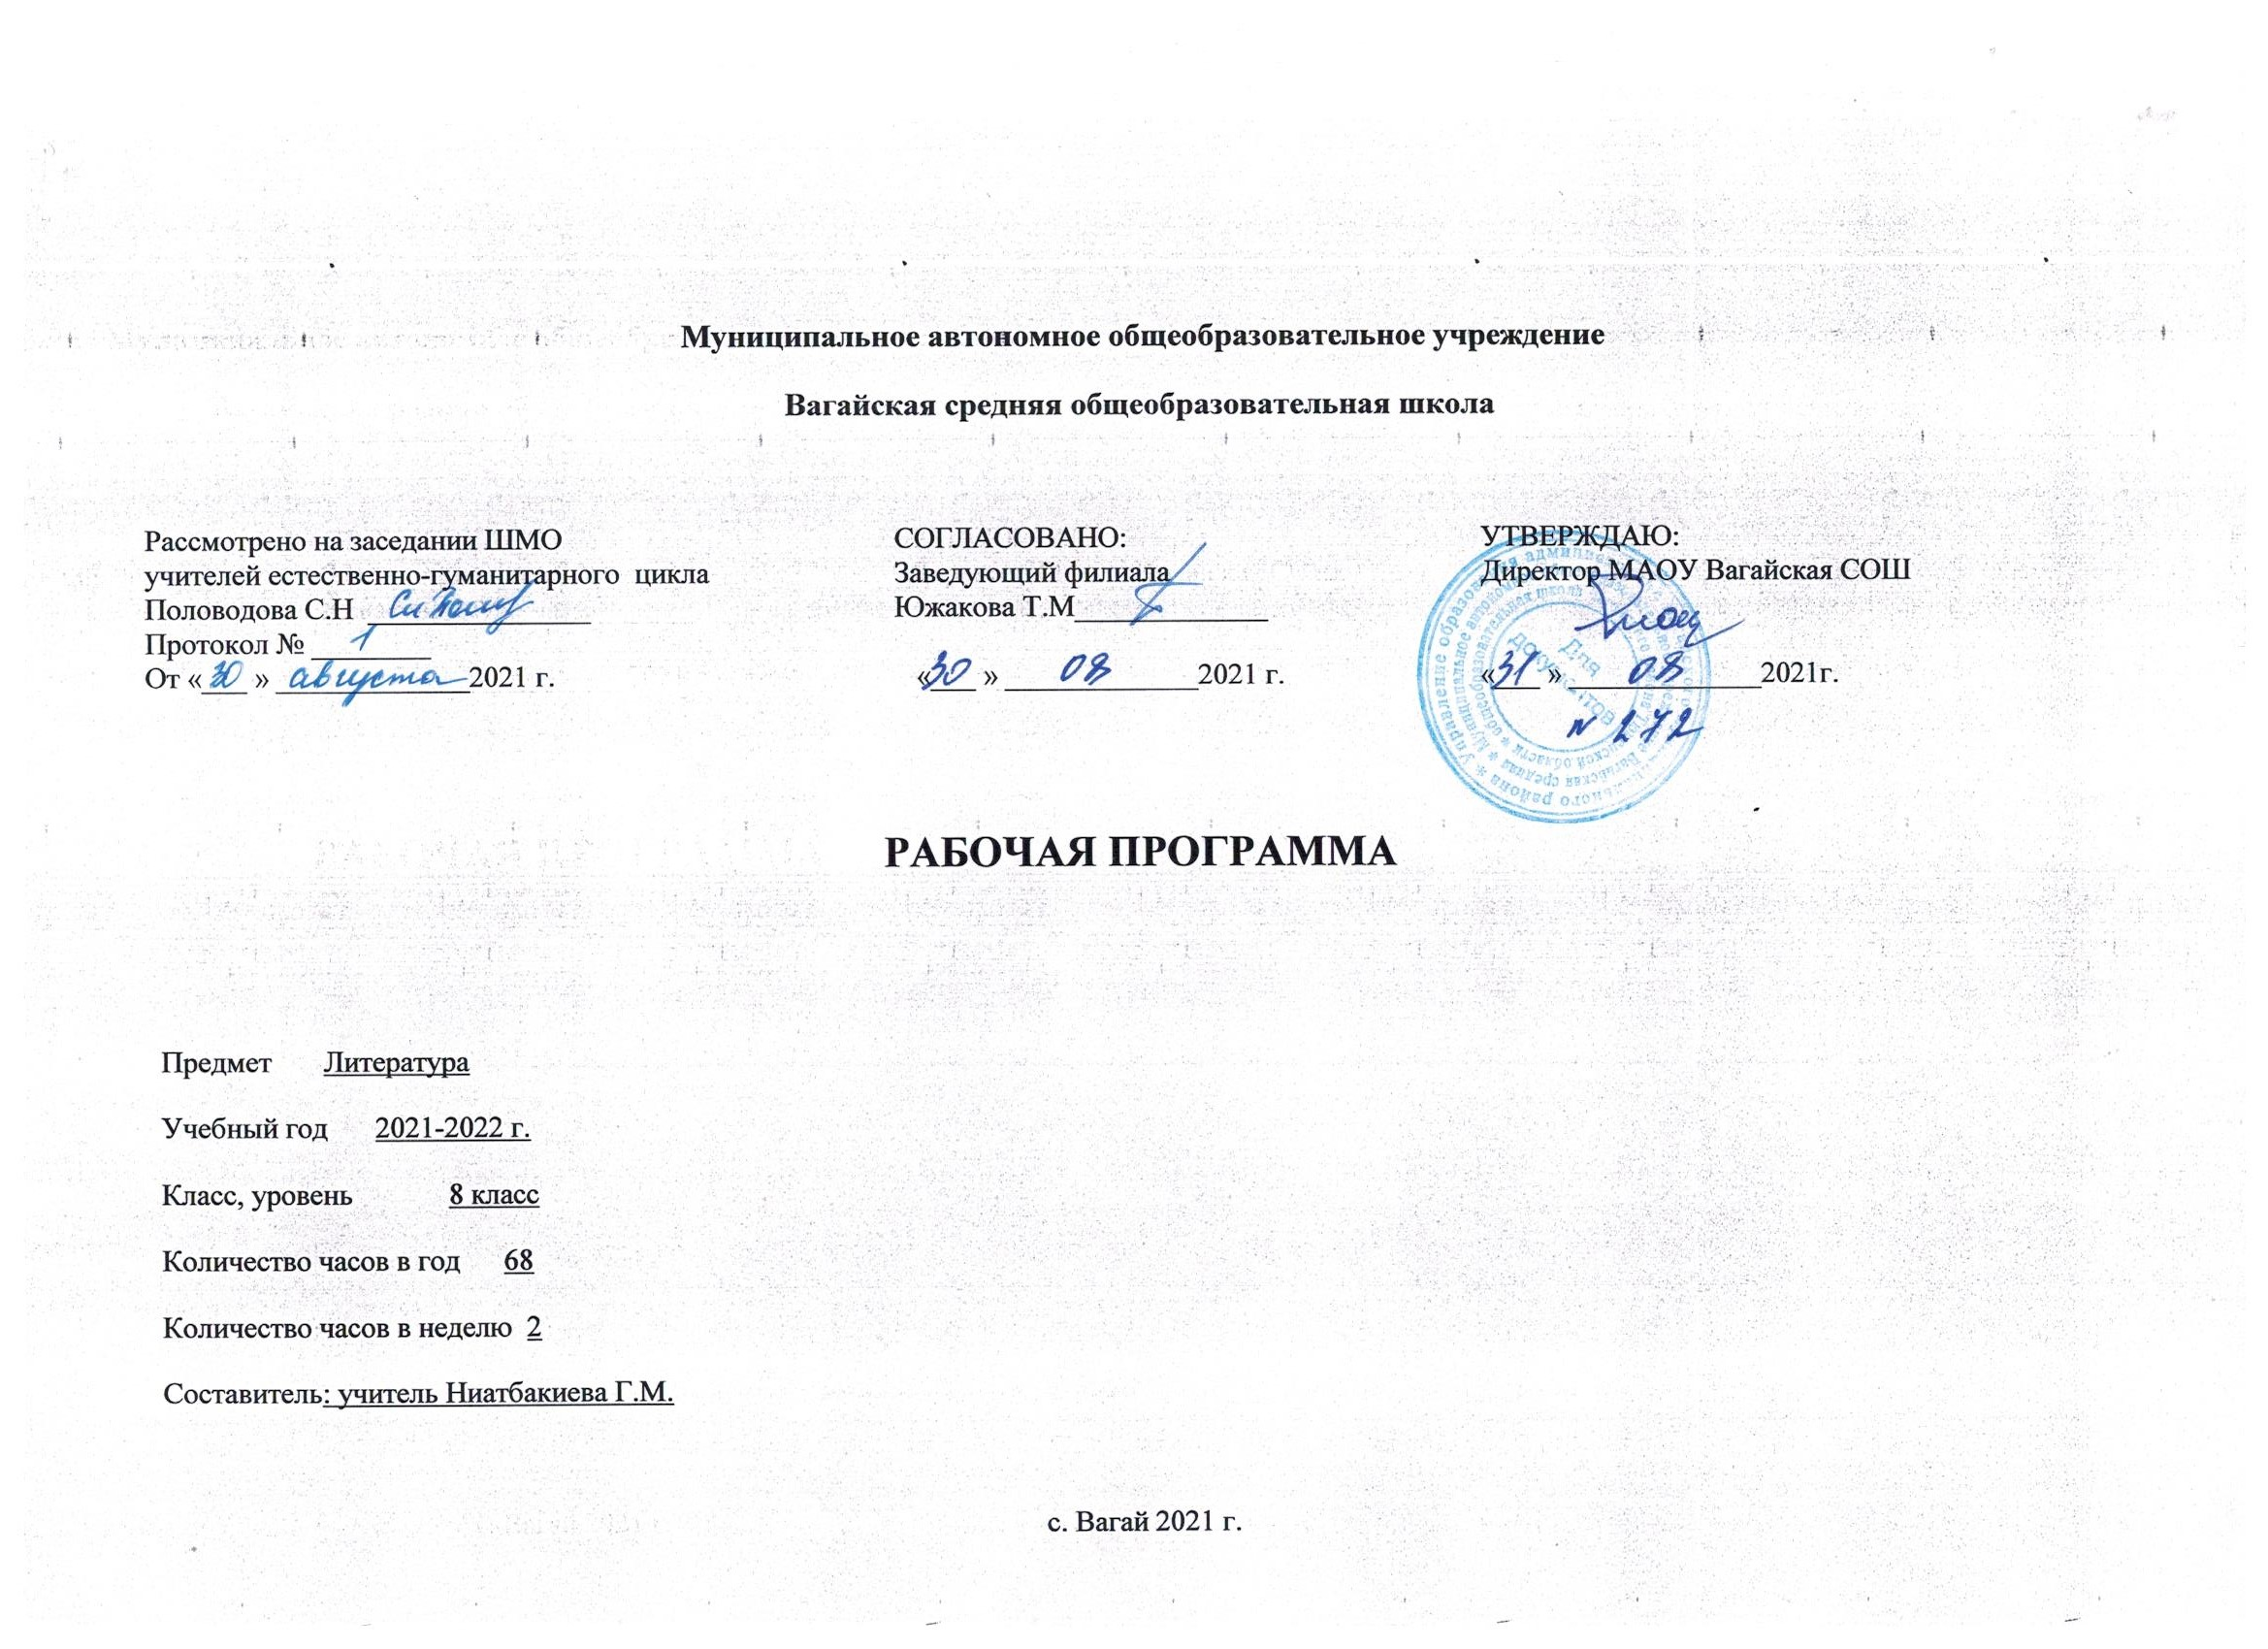 Муниципальное автономное общеобразовательное учреждение
Вагайская средняя общеобразовательная школа
Рассмотрено на заседании ШМО
учителей естественно-гуманитарного цикла
Половодова С.Н
Протокол № 1
От «30» августа 2021 г.
СОГЛАСОВАНО:
Заведующий филиала
Южакова Т.М
«30» 08 2021 г.
УТВЕРЖДАЮ:
Директор МАОУ Вагайская СОШ
«31» 08 2021г.
N 272
Для
документов
РАБОЧАЯ ПРОГРАММА
Предмет Литература
Учебный год 2021-2022 г.
Класс, уровень 8 класс
Количество часов в год 68
Количество часов в неделю 2
Составитель: учитель Ниатбакиева Г.М.
с. Вагай 2021 г.